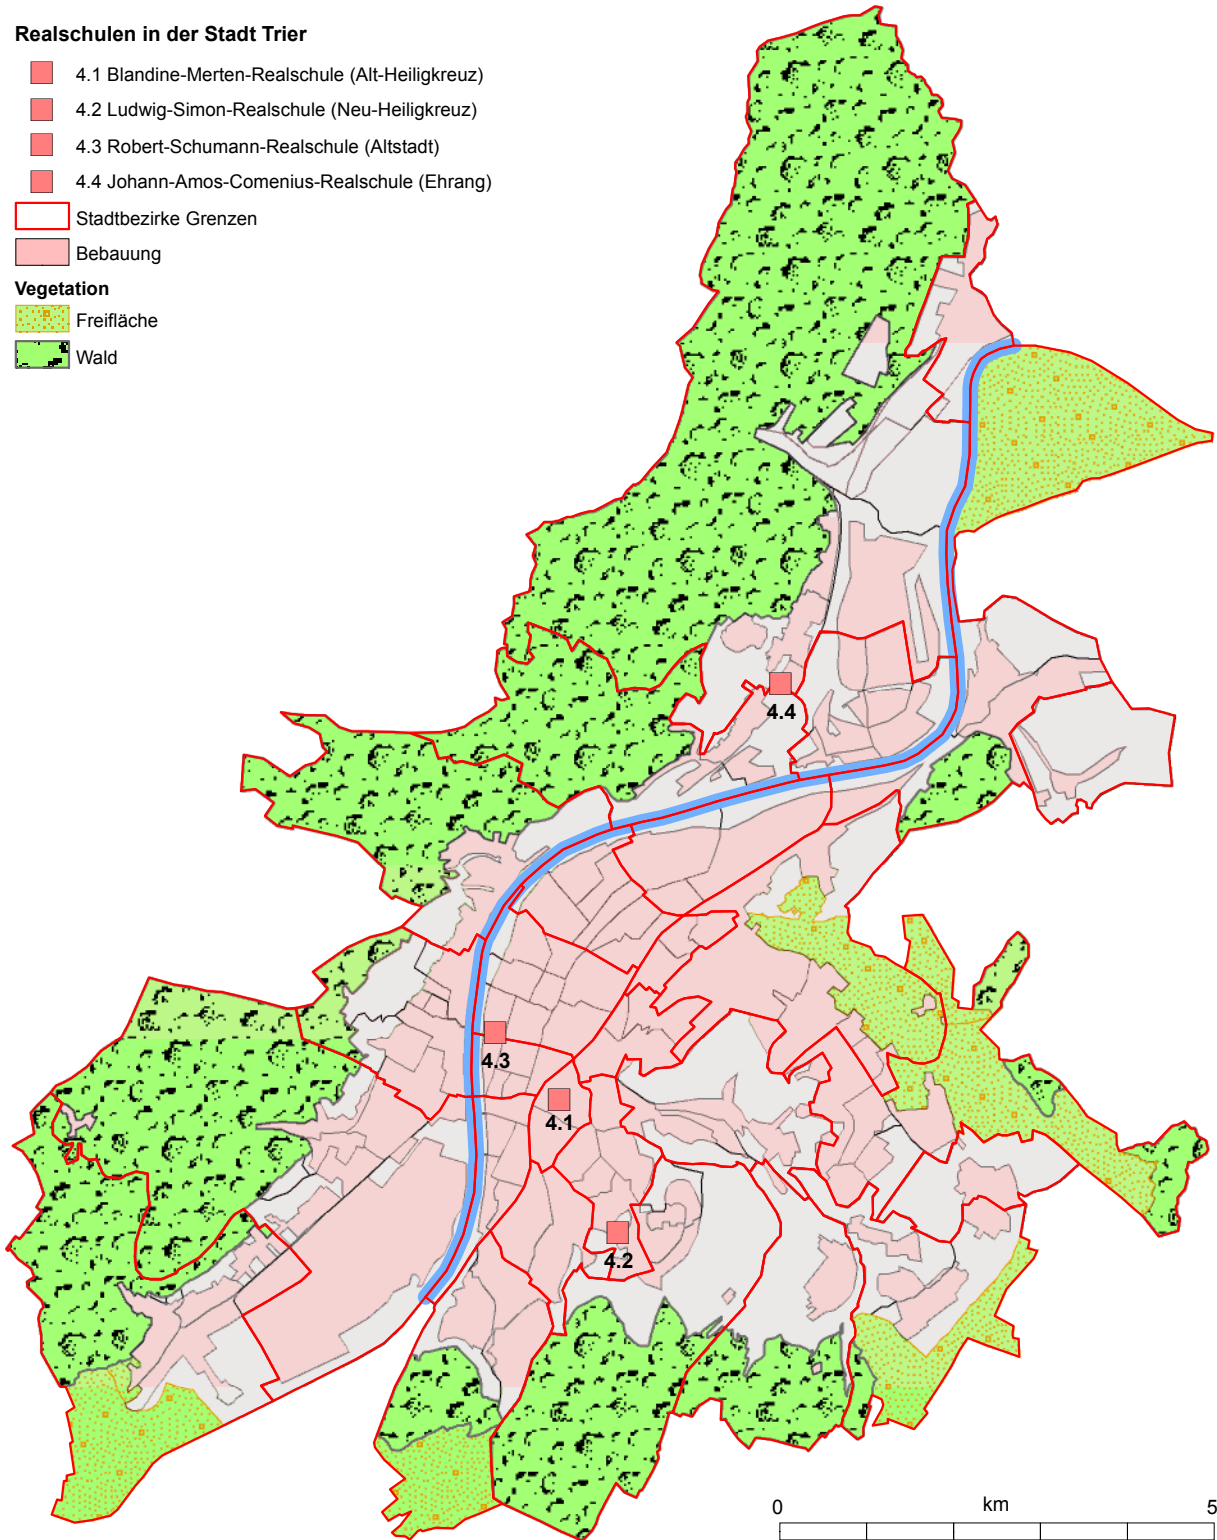 Realschulen in der Stadt Trier
4.1 Blandine-Merten-Realschule (Alt-Heiligkreuz)
4.2 Ludwig-Simon-Realschule (Neu-Heiligkreuz)
4.3 Robert-Schumann-Realschule (Altstadt)
4.4 Johann-Amos-Comenius-Realschule (Ehrang)
Stadtbezirke Grenzen
Bebauung
Vegetation
Freifläche
Wald
4.4
4.3
4.1
4.2
0 km 5